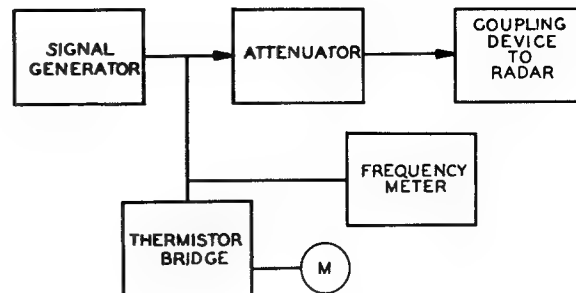 SIGNAL
GENERATOR
ATTENUATOR
COUPLING
DEVICE
TO
RADAR
FREQUENCY
METER
THERMISTOR
BRIDGE
M